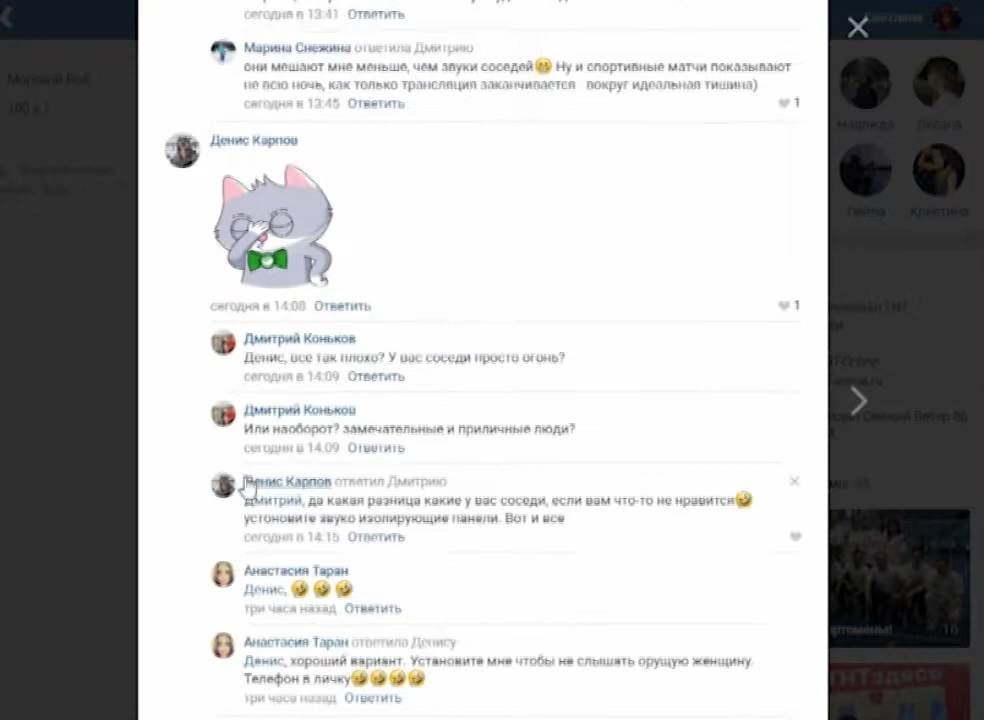 сегодня в 13:41 Ответить
Марина Снежина ответила Дмитрию
они мешают мне меньше, чем звуки соседей Ну и спортивные матчи показывают
не всю ночь, как только трансляция заканчивается вокруг идеальная тишина)
сегодня в 13:45 Ответить
1
Денис Карпов
сегодня в 14:08 Ответить
1
Дмитрий Коньков
Денис, все так плохо? У вас соседи просто огонь?
сегодня в 14:09 Ответить
Дмитрий Коньков
Или наоборот? замечательные и приличные люди?
сегодня в 14:09 Ответить
Денис Карпов ответил Дмитрию
Дмитрий, да какая разница какие у вас соседи, если вам что-то не нравится
устоновите звуко изолирующие панели. Вот и все
сегодня в 14:15 Ответить
Анастасия Таран
Денис,
три часа назад Ответить
Анастасия Таран ответила Денису
Денис, хороший вариант. Установите мне чтобы не слышать орущую женщину.
Телефон в личку
три часа назад Ответить
Надежда
Оксана
Лейла
Кристина
16